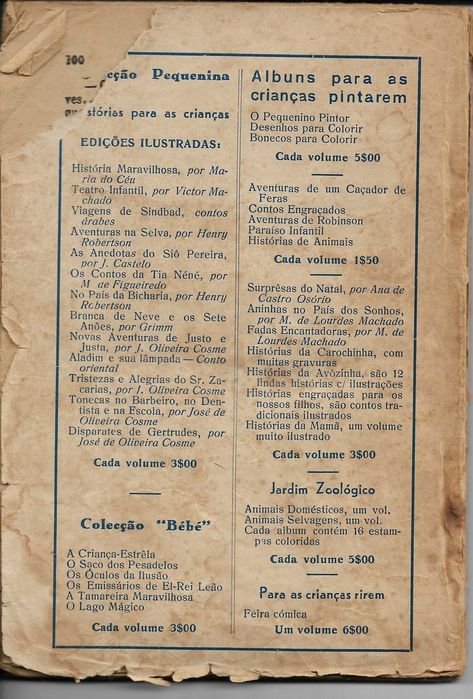 100
cção Pequenina
ves.
stórias para as crianças
EDIÇÕES ILUSTRADAS:
História Maravilhosa, por Ma-
ria do Céu
Teatro Infantil, por Victor Ma-
chado
Viagens de Sindbad, contos
árabes
Aventuras na Selva, por Henry
Robertson
As Anedotas do Siô Pereira,
por J. Castelo
Os Contos da Tia Néné, por
M de Figueiredo
No País da Bicharia, por Henry
Robertson
Branca de Neve e os Sete
Anões, por Grimm
Novas Aventuras de Justo e
Justa, por J. Oliveira Cosme
Aladim e sua lâmpada — Conto
oriental
Tristezas e Alegrias do Sr. Za-
carias, por J. Oliveira Cosme
Tonecas no Barbeiro, no Den-
tista e na Escola, por José de
Oliveira Cosme
Disparates de Gertrudes, por
José de Oliveira Cosme
Cada volume 3$00
Colecção "Bébé"
A Criança-Estrêla
O Saco dos Pesadelos
Os Óculos da Ilusão
Os Emissários de El-Rei Leão
A Tamareira Maravilhosa
O Lago Mágico
Cada volume 3$00
Albuns para as
crianças pintarem
O Pequenino Pintor
Desenhos para Colorir
Bonecos para Colorir
Cada volume 5$00
Aventuras de um Caçador de
Feras
Contos Engraçados
Aventuras de Robinson
Paraíso Infantil
Histórias de Animais
Cada volume 1$50
Surprêsas do Natal, por Ana de
Castro Osório
Aninhas no País dos Sonhos,
por M. de Lourdes Machado
Fadas Encantadoras, por M. de
Lourdes Machado
Histórias da Carochinha, com
muitas gravuras
Histórias da Avòzinha, são 12
lindas histórias c/ ilustrações
Histórias engraçadas para os
nossos filhos, são contos tra-
dicionais ilustrados
Histórias da Mamã, um volume
muito ilustrado
Cada volume 3$00
Jardim Zoológico
Animais Domésticos, um vol.
Animais Selvagens, um vol.
Cada album contém 16 estam-
pas coloridas
Cada volume 5$00
Para as crianças rirem
Feira cómica
Um volume 6$00